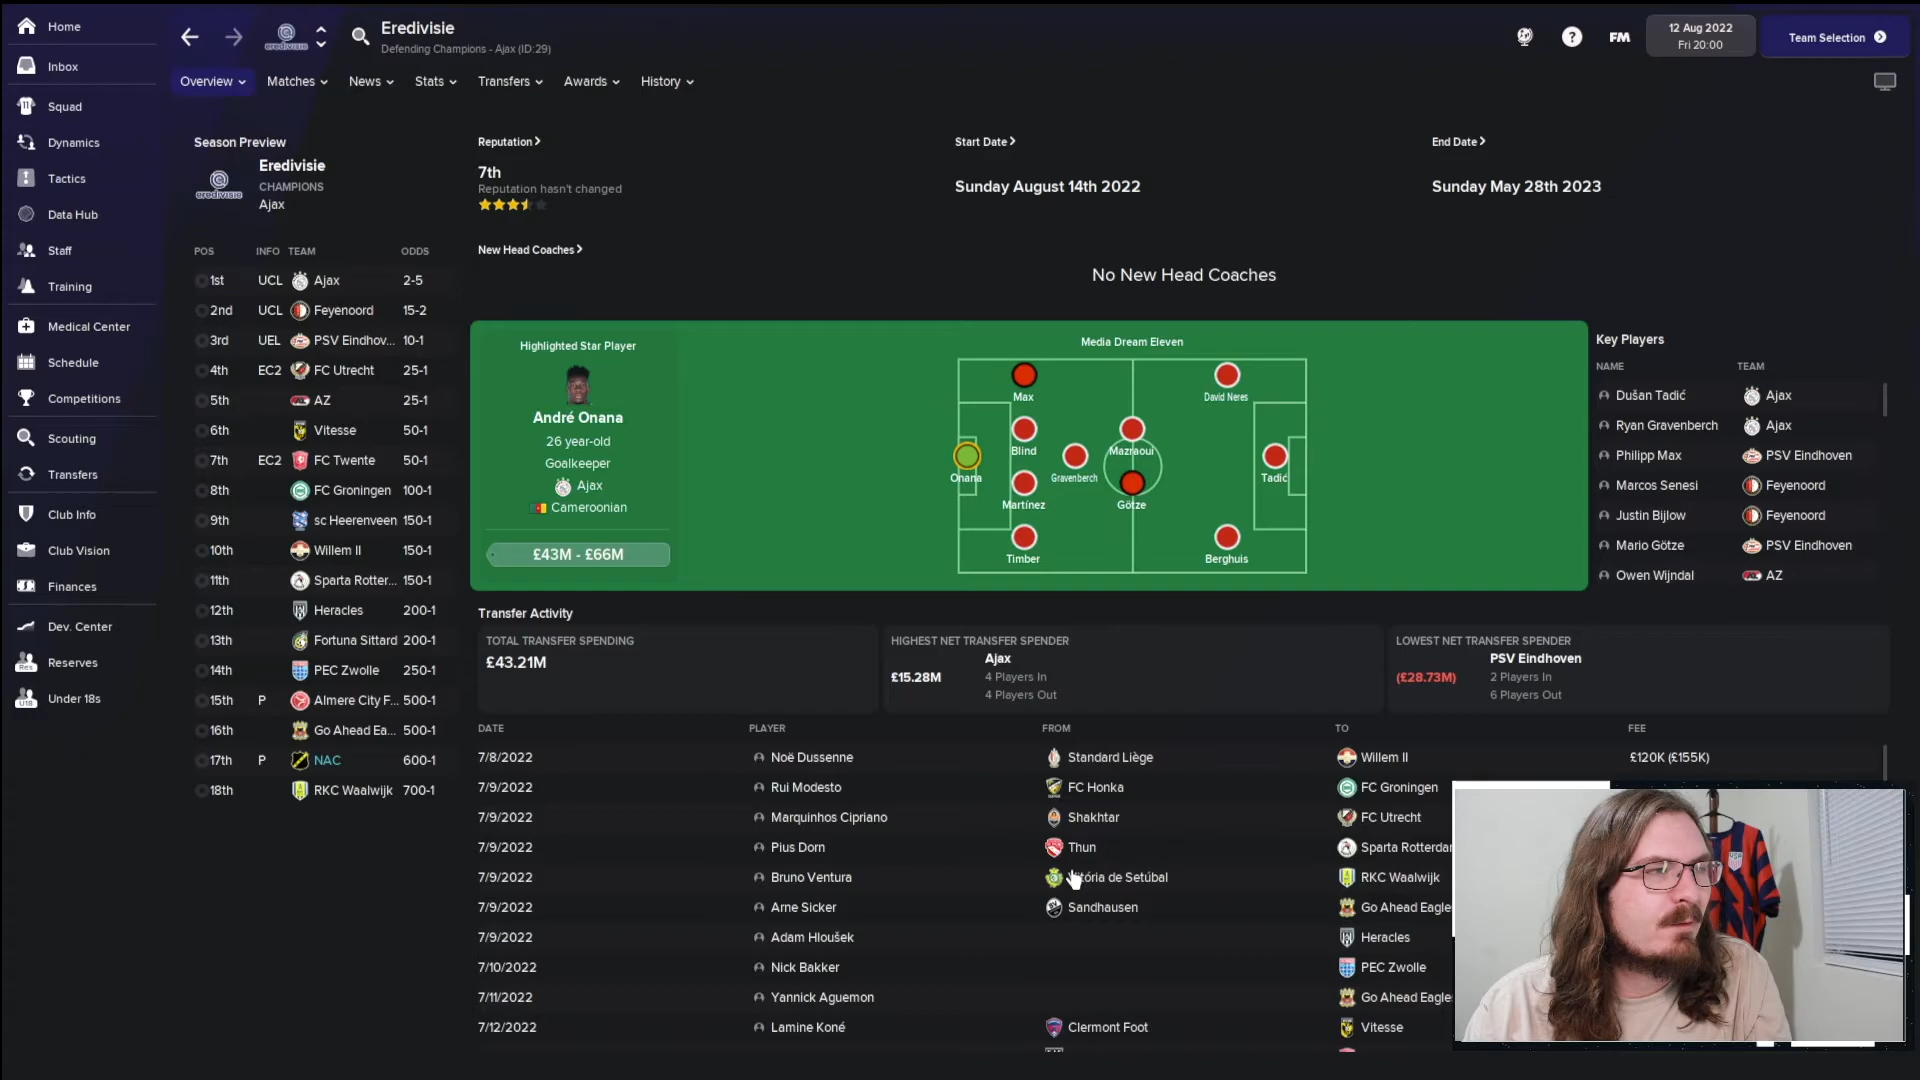 Home
Inbox
Squad
Dynamics
Tactics
Data Hub
Staff
Training
Medical Center
Schedule
Competitions
Scouting
Transfers
Club Info
Club Vision
Finances
Dev. Center
Reserves
Under 18s
Eredivisie
Defending Champions - Ajax (ID:29)
FM
12 Aug 2022
Fri 20:00
Team Selection
Overview Matches News Stats Transfers Awards History
Season Preview
Eredivisie
CHAMPIONS
Ajax
POS INFO TEAM ODDS
1st UCL Ajax 2-5
2nd UCL Feyenoord 15-2
3rd UEL PSV Eindhov... 10-1
4th EC2 FC Utrecht 25-1
5th AZ 25-1
6th Vitesse 50-1
7th EC2 FC Twente 50-1
8th FC Groningen 100-1
9th sc Heerenveen 150-1
10th Willem II 150-1
11th Sparta Rotter... 150-1
12th Heracles 200-1
13th Fortuna Sittard 200-1
14th PEC Zwolle 250-1
15th P Almere City F... 500-1
16th Go Ahead Ea... 500-1
17th P NAC 600-1
18th RKC Waalwijk 700-1
Reputation
7th
Reputation hasn't changed
Start Date
Sunday August 14th 2022
End Date
Sunday May 28th 2023
New Head Coaches
No New Head Coaches
Highlighted Star Player
André Onana
26 year-old
Goalkeeper
Ajax
Cameroonian
£43M - £66M
Media Dream Eleven
Max
David Neres
Blind
Mazraoui
Onana
Gravenberch
Tadić
Martínez
Götze
Timber
Berghuis
Key Players
NAME TEAM
Dušan Tadić Ajax
Ryan Gravenberch Ajax
Philipp Max PSV Eindhoven
Marcos Senesi Feyenoord
Justin Bijlow Feyenoord
Mario Götze PSV Eindhoven
Owen Wijndal AZ
Transfer Activity
TOTAL TRANSFER SPENDING
£43.21M
HIGHEST NET TRANSFER SPENDER
£15.28M
Ajax
4 Players In
4 Players Out
LOWEST NET TRANSFER SPENDER
(£28.73M)
PSV Eindhoven
2 Players In
6 Players Out
DATE PLAYER FROM TO FEE
7/8/2022 Noë Dussenne Standard Liège Willem II £120K (£155K)
7/9/2022 Rui Modesto FC Honka FC Groningen
7/9/2022 Marquinhos Cipriano Shakhtar FC Utrecht
7/9/2022 Pius Dorn Thun Sparta Rotterda
7/9/2022 Bruno Ventura de Setúbal RKC Waalwijk
7/9/2022 Arne Sicker Sandhausen Go Ahead Eagle
7/9/2022 Adam Hloušek Heracles
7/10/2022 Nick Bakker PEC Zwolle
7/11/2022 Yannick Aguemon Go Ahead Eagle
7/12/2022 Lamine Koné Clermont Foot Vitesse